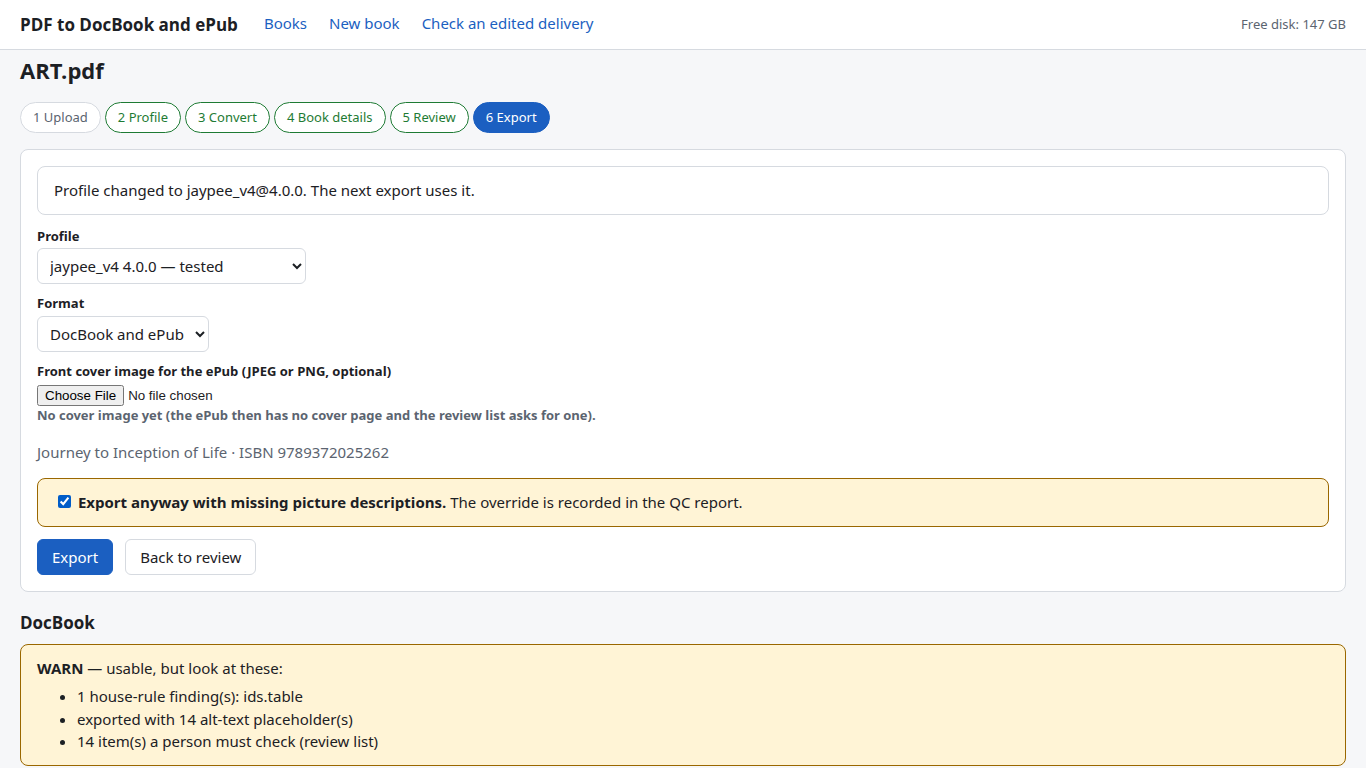 PDF to DocBook and ePub Books New book Check an edited delivery Free disk: 147 GB
ART.pdf
1 Upload 2 Profile 3 Convert 4 Book details 5 Review 6 Export
Profile changed to jaypee_v4@4.0.0. The next export uses it.
Profile
jaypee_v4 4.0.0 — tested
Format
DocBook and ePub
Front cover image for the ePub (JPEG or PNG, optional)
Choose File No file chosen
No cover image yet (the ePub then has no cover page and the review list asks for one).
Journey to Inception of Life · ISBN 9789372025262
Export anyway with missing picture descriptions. The override is recorded in the QC report.
Export Back to review
DocBook
WARN — usable, but look at these:
• 1 house-rule finding(s): ids.table
• exported with 14 alt-text placeholder(s)
• 14 item(s) a person must check (review list)